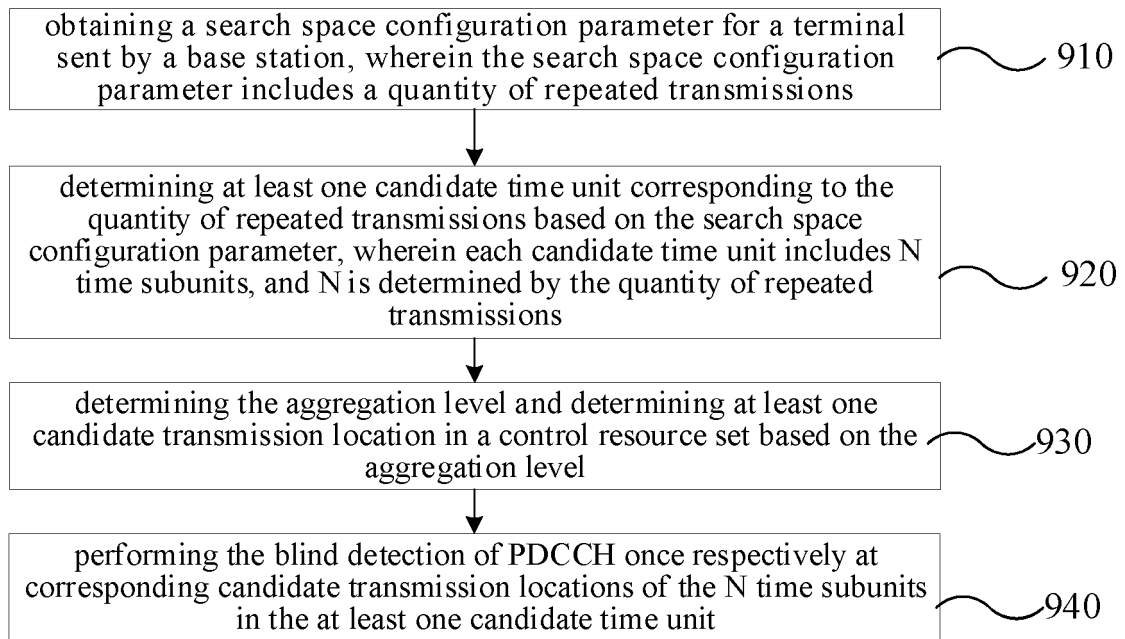 obtaining a search space configuration parameter for a terminal
sent by a base station, wherein the search space configuration
parameter includes a quantity of repeated transmissions
910
determining at least one candidate time unit corresponding to the
quantity of repeated transmissions based on the search space
configuration parameter, wherein each candidate time unit includes N
time subunits, and N is determined by the quantity of repeated
transmissions
920
determining the aggregation level and determining at least one
candidate transmission location in a control resource set based on the
aggregation level
930
performing the blind detection of PDCCH once respectively at
corresponding candidate transmission locations of the N time subunits
in the at least one candidate time unit
940